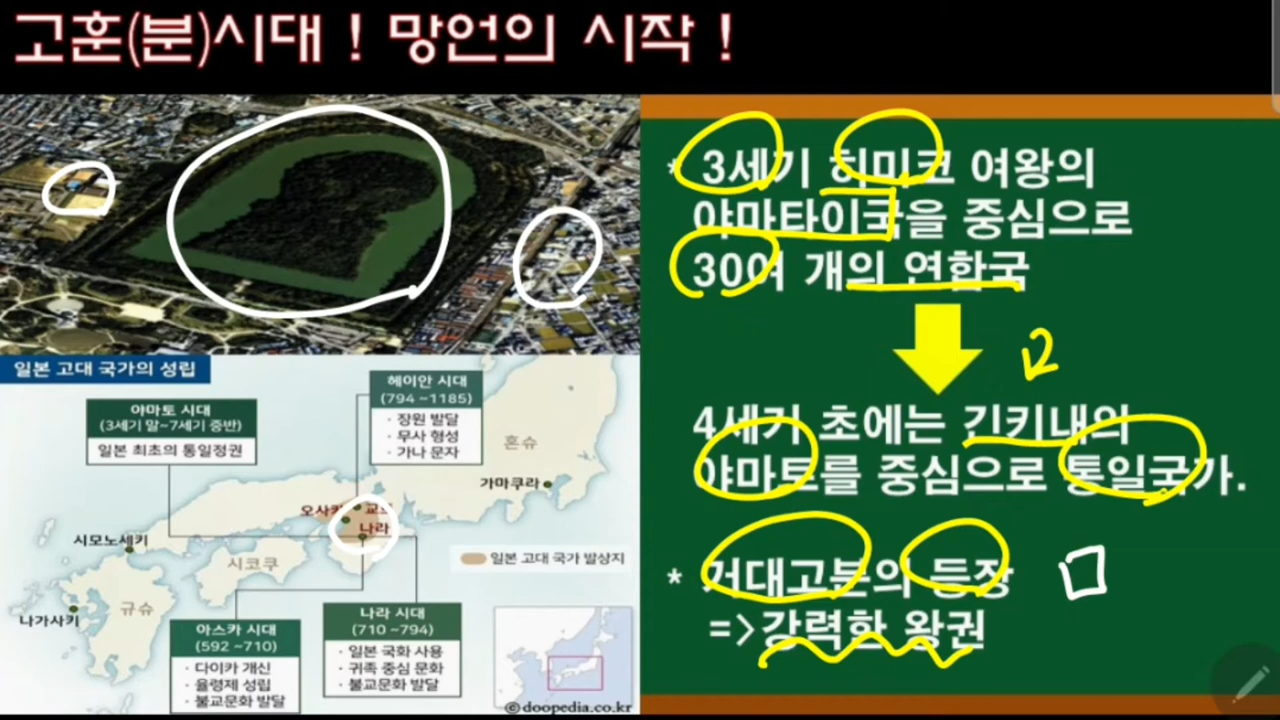 고훈(분)시대 ! 망언의 시작 !
* 3세기 히미코 여왕의
야마타이국을 중심으로
30여 개의 연합국
4세기 초에는 긴키내의
야마토를 중심으로 통일국가.
* 거대고분의 등장
=>강력한 왕권
일본 고대 국가의 성립
야마토 시대
(3세기 말~7세기 중반)
일본 최초의 통일정권
헤이안 시대
(794 ~1185)
· 장원 발달
· 무사 형성
· 가나 문자
혼슈
가마쿠라
오사카
교토
나라
시모노세키
시코쿠
일본 고대 국가 발상지
규슈
나가사키
아스카 시대
(592 ~710)
· 다이카 개신
· 율령제 성립
· 불교문화 발달
나라 시대
(710 ~794)
· 일본 국화 사용
· 귀족 중심 문화
· 불교문화 발달
©doopedia.co.kr